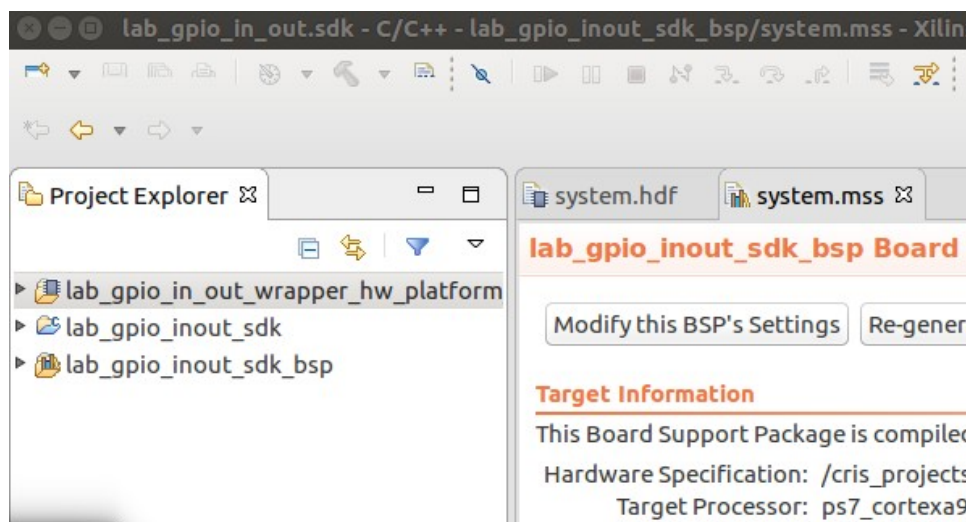 lab_gpio_in_out.sdk - C/C++ - lab_gpio_inout_sdk_bsp/system.mss - Xilin
Project Explorer
system.hdf
system.mss
lab_gpio_inout_sdk_bsp Board
lab_gpio_in_out_wrapper_hw_platform
lab_gpio_inout_sdk
lab_gpio_inout_sdk_bsp
Modify this BSP's Settings
Re-gener
Target Information
This Board Support Package is compiled
Hardware Specification: /cris_projects
Target Processor: ps7_cortexa9